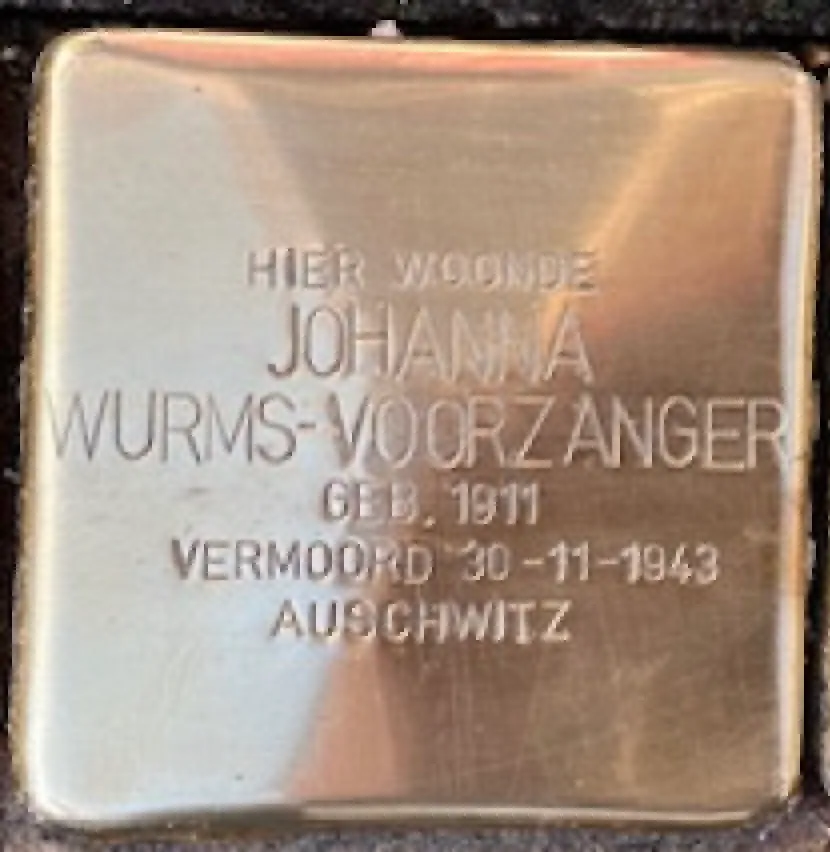 HIER WOONDE
JOHANNA
WURMS-VOORZANGER
GEB. 1911
VERMOORD 30-11-1943
AUSCHWITZ